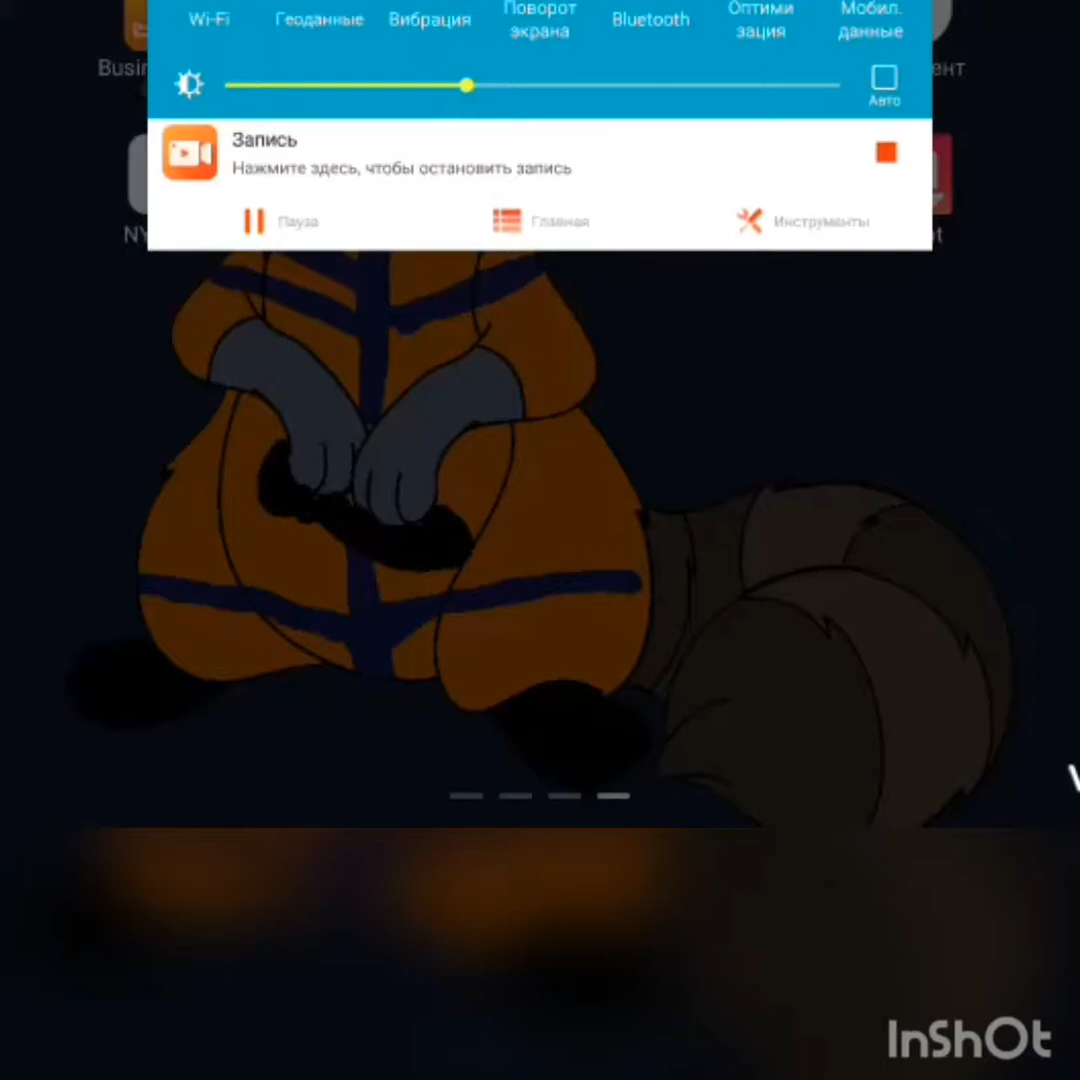 Wi-Fi
Геоданные
Вибрация
Поворот
экрана
Bluetooth
Оптими
зация
Мобил.
данные
Авто
Запись
Нажмите здесь, чтобы остановить запись
Пауза
Главная
Инструменты
InShOt